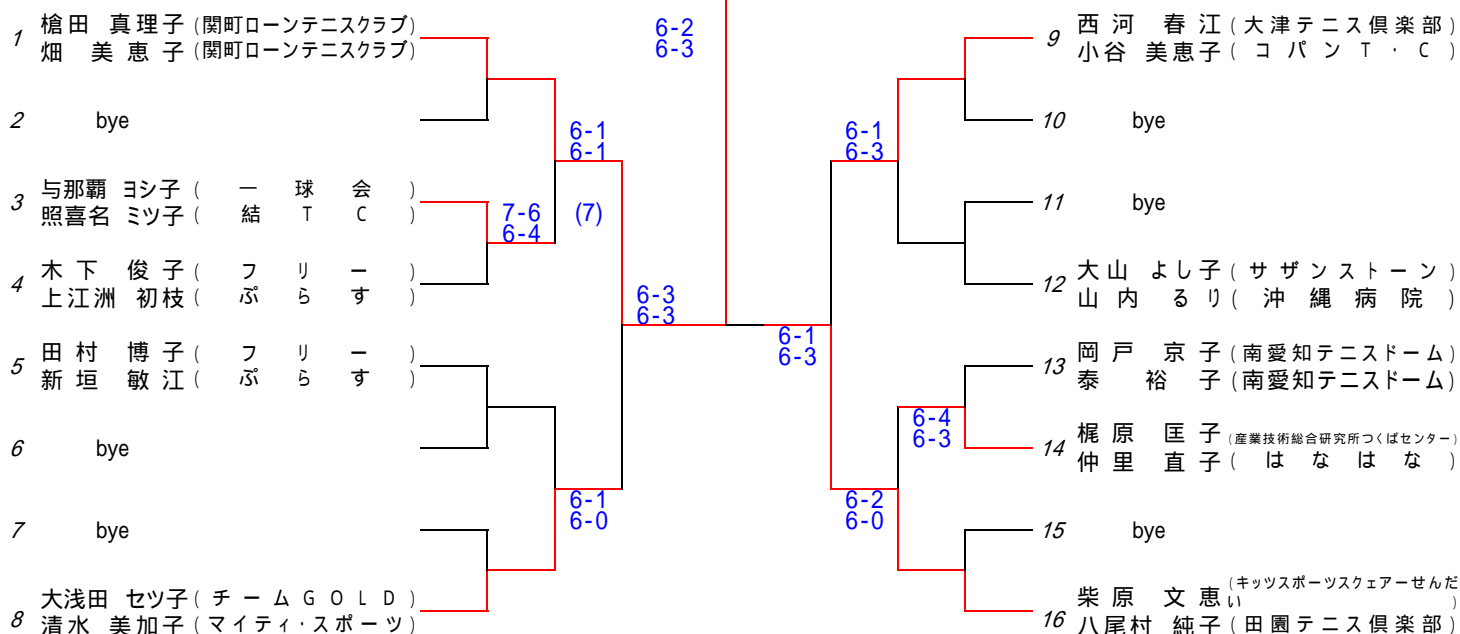 6-2
6-3
1 槍田 真理子 (関町ローンテニスクラブ)
畑 美恵子 (関町ローンテニスクラブ)
2 bye
6-1
6-1
3 与那覇 ヨシ子 ( 一球会 )
照喜名 ミツ子 ( 結TC )
7-6 (7)
6-4
4 木下 俊子 ( フリー )
上江洲 初枝 ( ぷらす )
6-3
6-3
5 田村 博子 ( フリー )
新垣 敏江 ( ぷらす )
6 bye
6-1
6-0
7 bye
8 大浅田 セツ子 ( チームGOLD )
清水 美加子 ( マイティ・スポーツ )
9 西河 春江 ( 大津テニス倶楽部 )
小谷 美恵子 ( コパンT・C )
10 bye
6-1
6-3
11 bye
12 大山 よし子 ( サザンストーン )
山内 るり ( 沖縄病院 )
6-1
6-3
13 岡戸 京子 (南愛知テニスドーム)
泰 裕子 (南愛知テニスドーム)
6-4
6-3
14 梶原 匡子 (産業技術総合研究所つくばセンター)
仲里 直子 ( はなはな )
6-2
6-0
15 bye
16 柴原 文恵 (キッツスポーツスクェアーせんだ
い )
八尾村 純子 ( 田園テニス倶楽部 )